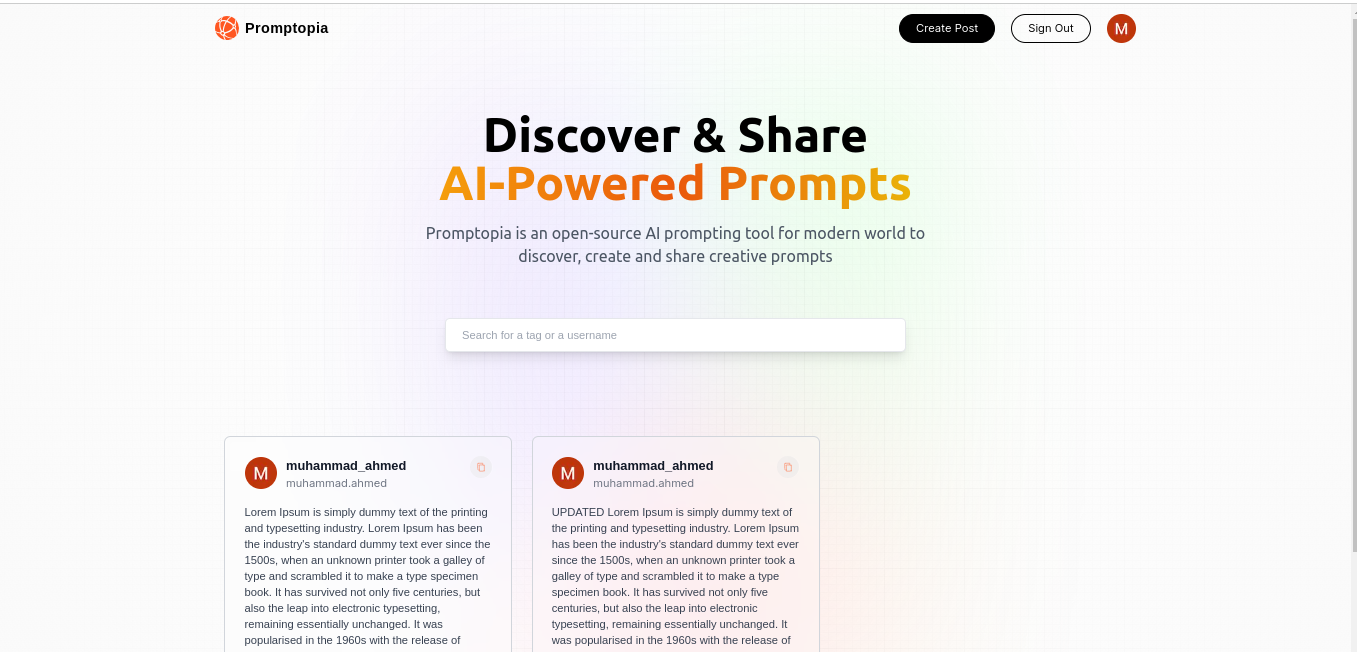 Promptopia
Create Post
Sign Out
M
Discover & Share
AI-Powered Prompts
Promptopia is an open-source AI prompting tool for modern world to
discover, create and share creative prompts
Search for a tag or a username
M
muhammad_ahmed
muhammad.ahmed
Lorem Ipsum is simply dummy text of the printing
and typesetting industry. Lorem Ipsum has been
the industry's standard dummy text ever since the
1500s, when an unknown printer took a galley of
type and scrambled it to make a type specimen
book. It has survived not only five centuries, but
also the leap into electronic typesetting,
remaining essentially unchanged. It was
popularised in the 1960s with the release of
M
muhammad_ahmed
muhammad.ahmed
UPDATED Lorem Ipsum is simply dummy text of
the printing and typesetting industry. Lorem Ipsum
has been the industry's standard dummy text ever
since the 1500s, when an unknown printer took a
galley of type and scrambled it to make a type
specimen book. It has survived not only five
centuries, but also the leap into electronic
typesetting, remaining essentially unchanged. It
was popularised in the 1960s with the release of